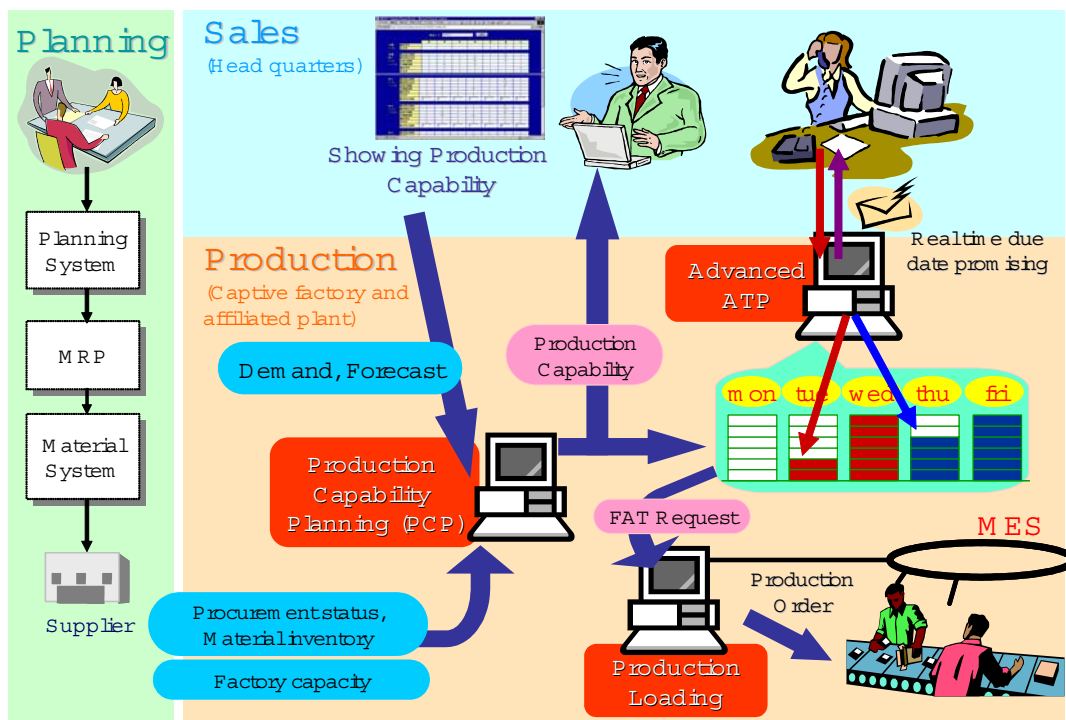 Planning
Planning
System
MRP
Material
System
Supplier
Sales
(Head quarters)
Showing Production
Capability
Realtime due
date promising
Production
(Captive factory and
affiliated plant)
Advanced
ATP
Demand, Forecast
Production
Capability
mon tue wed thu fri
Production
Capability
Planning (PCP)
FAT Request
MES
Production
Order
Procurement status,
Material inventory
Factory capacity
Production
Loading